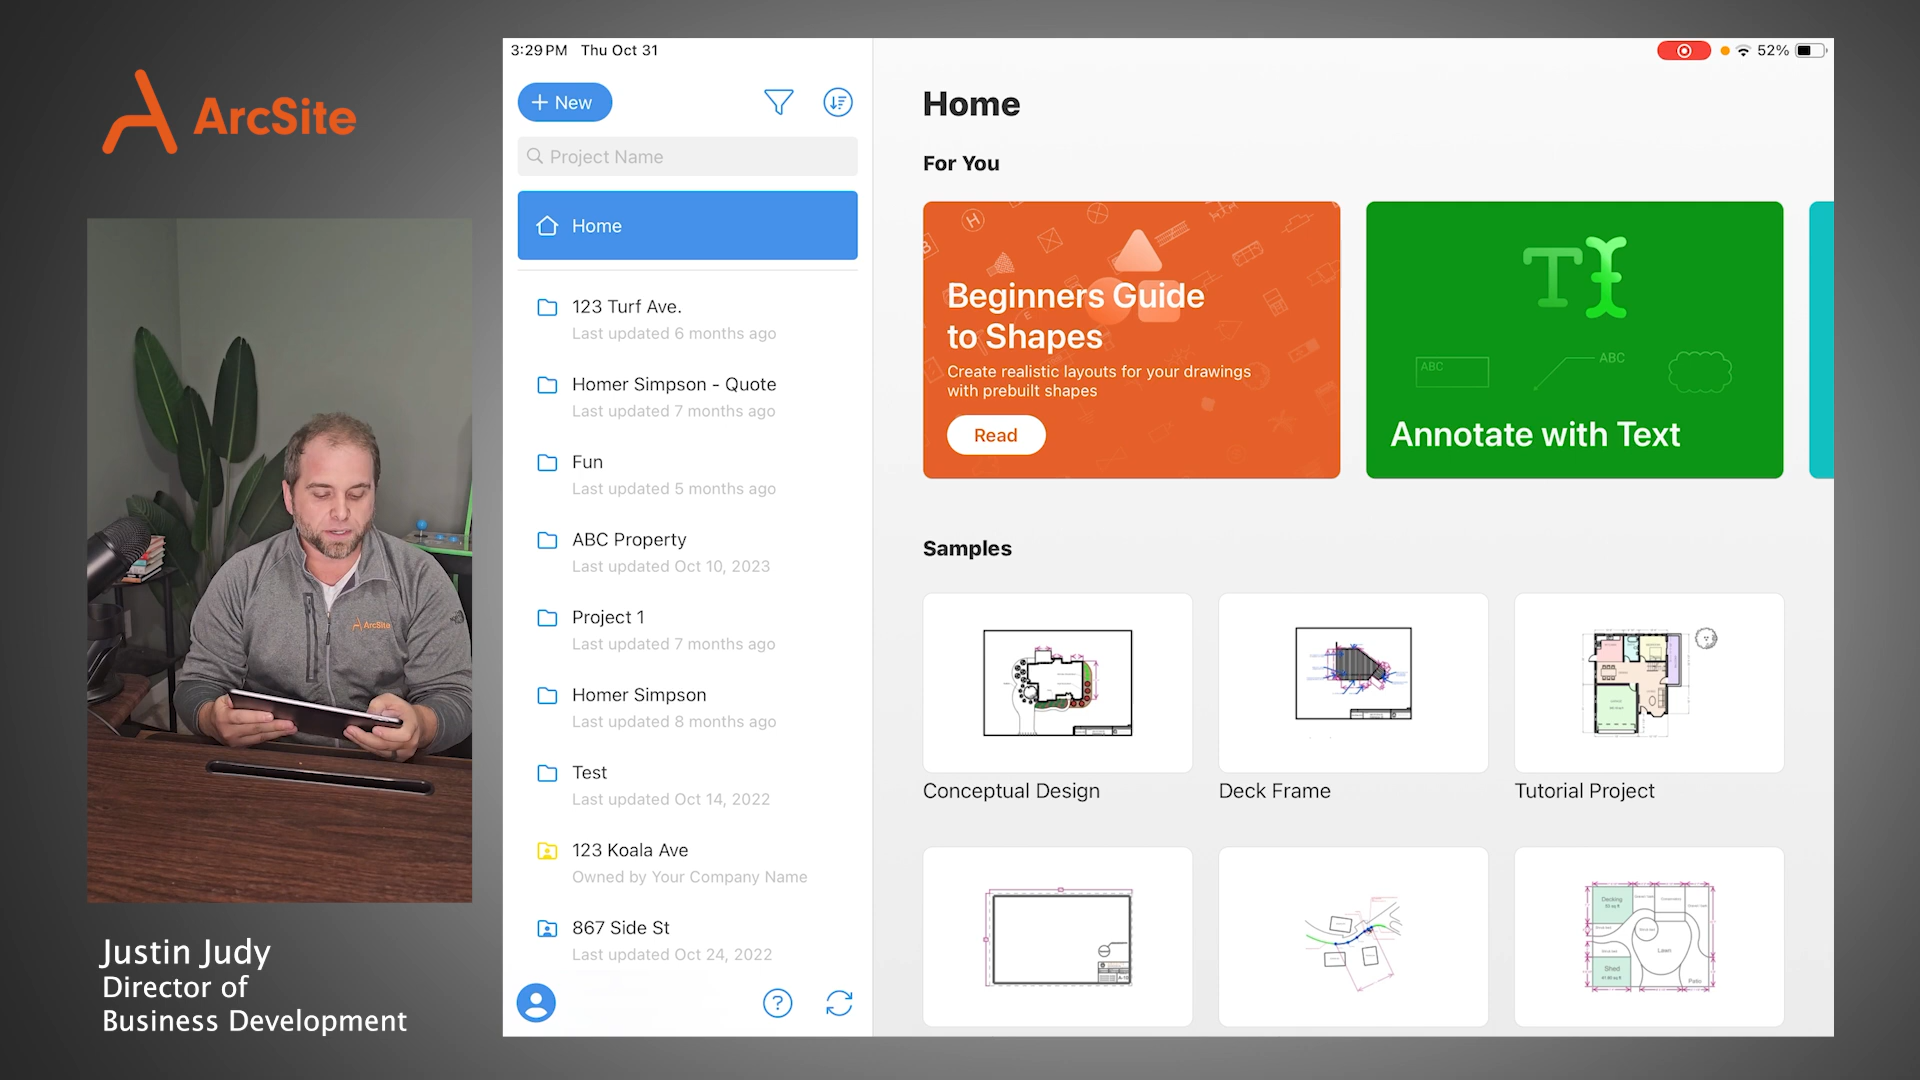 ArcSite
Justin Judy
Director of
Business Development
3:29 PM Thu Oct 31
52%
+ New
Project Name
Home
123 Turf Ave.
Last updated 6 months ago
Homer Simpson - Quote
Last updated 7 months ago
Fun
Last updated 5 months ago
ABC Property
Last updated Oct 10, 2023
Project 1
Last updated 7 months ago
Homer Simpson
Last updated 8 months ago
Test
Last updated Oct 14, 2022
123 Koala Ave
Owned by Your Company Name
867 Side St
Last updated Oct 24, 2022
?
Home
For You
Beginners Guide
to Shapes
Create realistic layouts for your drawings
with prebuilt shapes
Read
ABC
ABC
Annotate with Text
Samples
Conceptual Design
Deck Frame
Tutorial Project
Decking
Shed
Lawn
Patio
ArcSite